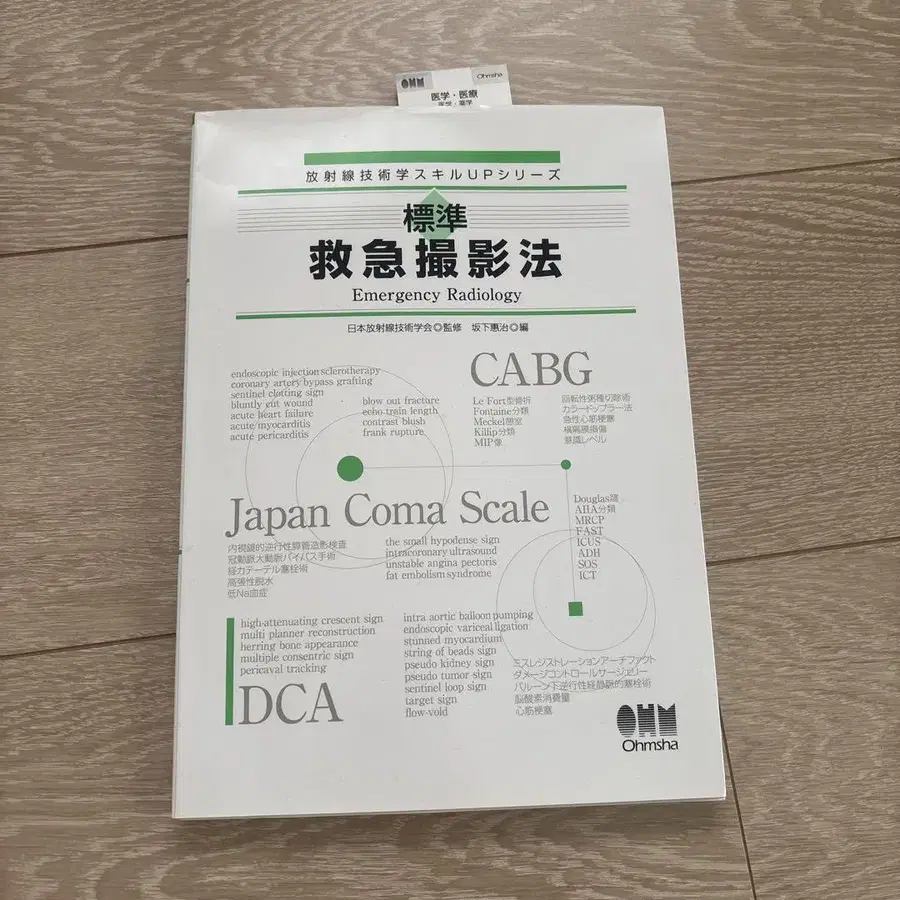 OHM Ohmsha
医学・医療
医学・薬学
放射線技術学スキルUPシリーズ
標準
救急撮影法
Emergency Radiology
日本放射線技術学会◎監修 坂下惠治◎編
CABG
endoscopic injection sclerotherapy
coronary artery bypass grafting
sentinel clotting sign
bluntly gut wound
acute heart failure
acute myocarditis
acute pericarditis
blow out fracture
echo train length
contrast blush
frank rupture
Le Fort型骨折
Fontaine分類
Meckel憩室
Killip分類
MIP像
回転性粥種切除術
カラードップラー法
急性心筋梗塞
横隔膜損傷
意識レベル
Japan Coma Scale
内視鏡的逆行性膵管造影検査
冠動脈大動脈バイパス手術
経カテーテル塞栓術
高張性脱水
低Na血症
the small hypodense sign
intracoronary ultrasound
unstable angina pectoris
fat embolism syndrome
Douglas窩
AHA分類
MRCP
FAST
ICUS
ADH
SOS
ICT
high-attenuating crescent sign
multi planner reconstruction
herring bone appearance
multiple consentric sign
pericaval tracking
DCA
intra aortic balloon pumping
endoscopic variceal ligation
stunned myocardium
string of beads sign
pseudo kidney sign
pseudo tumor sign
sentinel loop sign
target sign
flow-void
ミスレジストレーションアーチファクト
ダメージコントロールサージェリー
バルーン下逆行性経静脈的塞栓術
脳酸素消費量
心筋梗塞
OHM
Ohmsha